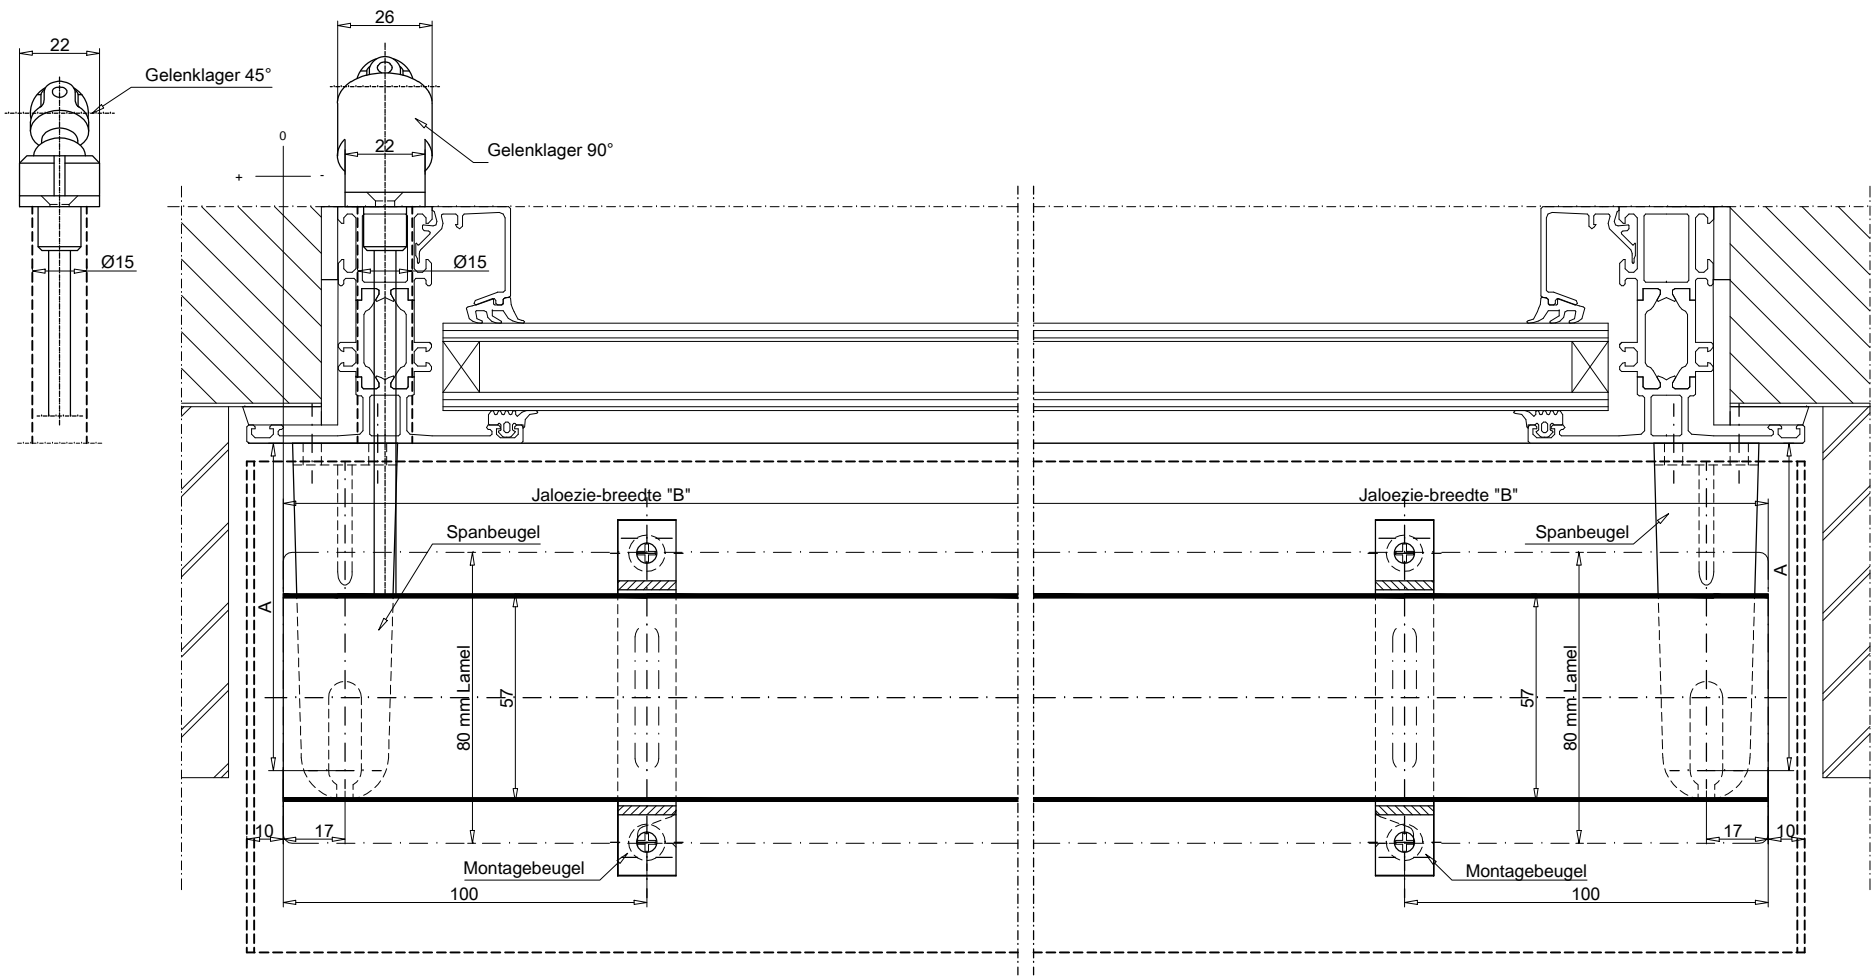 26
22
Gelenklager 45°
0
22
Gelenklager 90°
+
-
Ø15
Ø15
Jaloezie-breedte "B"
Jaloezie-breedte "B"
Spanbeugel
Spanbeugel
A
A
80 mm Lamel
57
57
80 mm Lamel
10
17
17
10
Montagebeugel
Montagebeugel
100
100